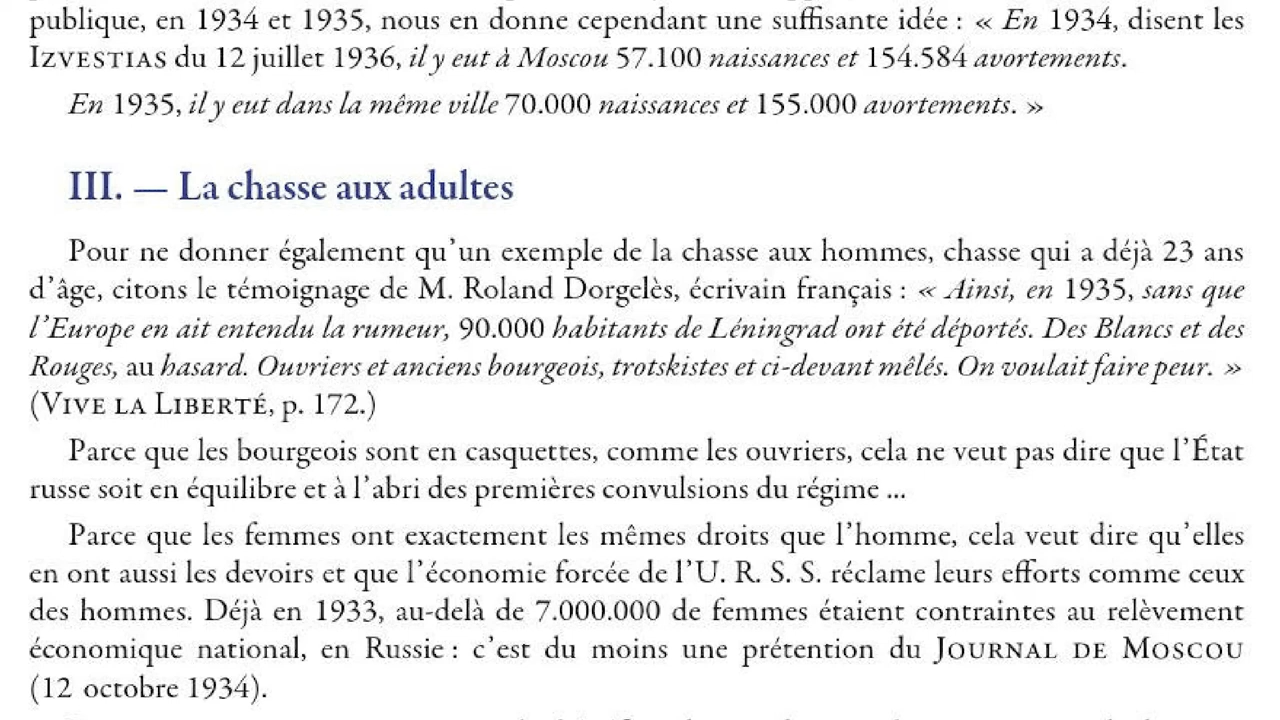 publique, en 1934 et 1935, nous en donne cependant une suffisante idée : « En 1934, disent les
IZVESTIAS du 12 juillet 1936, il y eut à Moscou 57.100 naissances et 154.584 avortements.
En 1935, il y eut dans la même ville 70.000 naissances et 155.000 avortements. »
III. — La chasse aux adultes
Pour ne donner également qu'un exemple de la chasse aux hommes, chasse qui a déjà 23 ans
d'âge, citons le témoignage de M. Roland Dorgelès, écrivain français : « Ainsi, en 1935, sans que
l'Europe en ait entendu la rumeur, 90.000 habitants de Léningrad ont été déportés. Des Blancs et des
Rouges, au hasard. Ouvriers et anciens bourgeois, trotskistes et ci-devant mêlés. On voulait faire peur. »
(VIVE LA LIBERTÉ, p. 172.)
Parce que les bourgeois sont en casquettes, comme les ouvriers, cela ne veut pas dire que l'État
russe soit en équilibre et à l'abri des premières convulsions du régime ...
Parce que les femmes ont exactement les mêmes droits que l'homme, cela veut dire qu'elles
en ont aussi les devoirs et que l'économie forcée de l'U. R. S. S. réclame leurs efforts comme ceux
des hommes. Déjà en 1933, au-delà de 7.000.000 de femmes étaient contraintes au relèvement
économique national, en Russie : c'est du moins une prétention du JOURNAL DE MOSCOU
(12 octobre 1934).